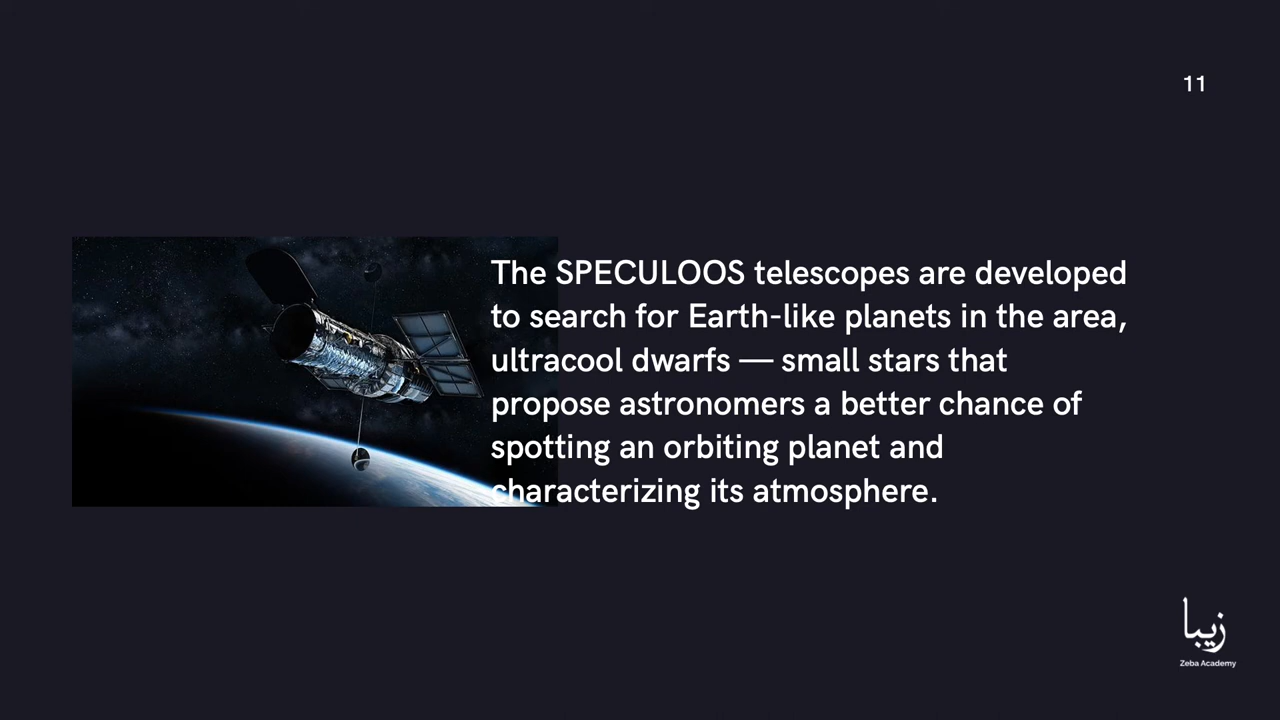 11
The SPECULOOS telescopes are developed
to search for Earth-like planets in the area,
ultracool dwarfs — small stars that
propose astronomers a better chance of
spotting an orbiting planet and
characterizing its atmosphere.
زيبا
Zeba Academy